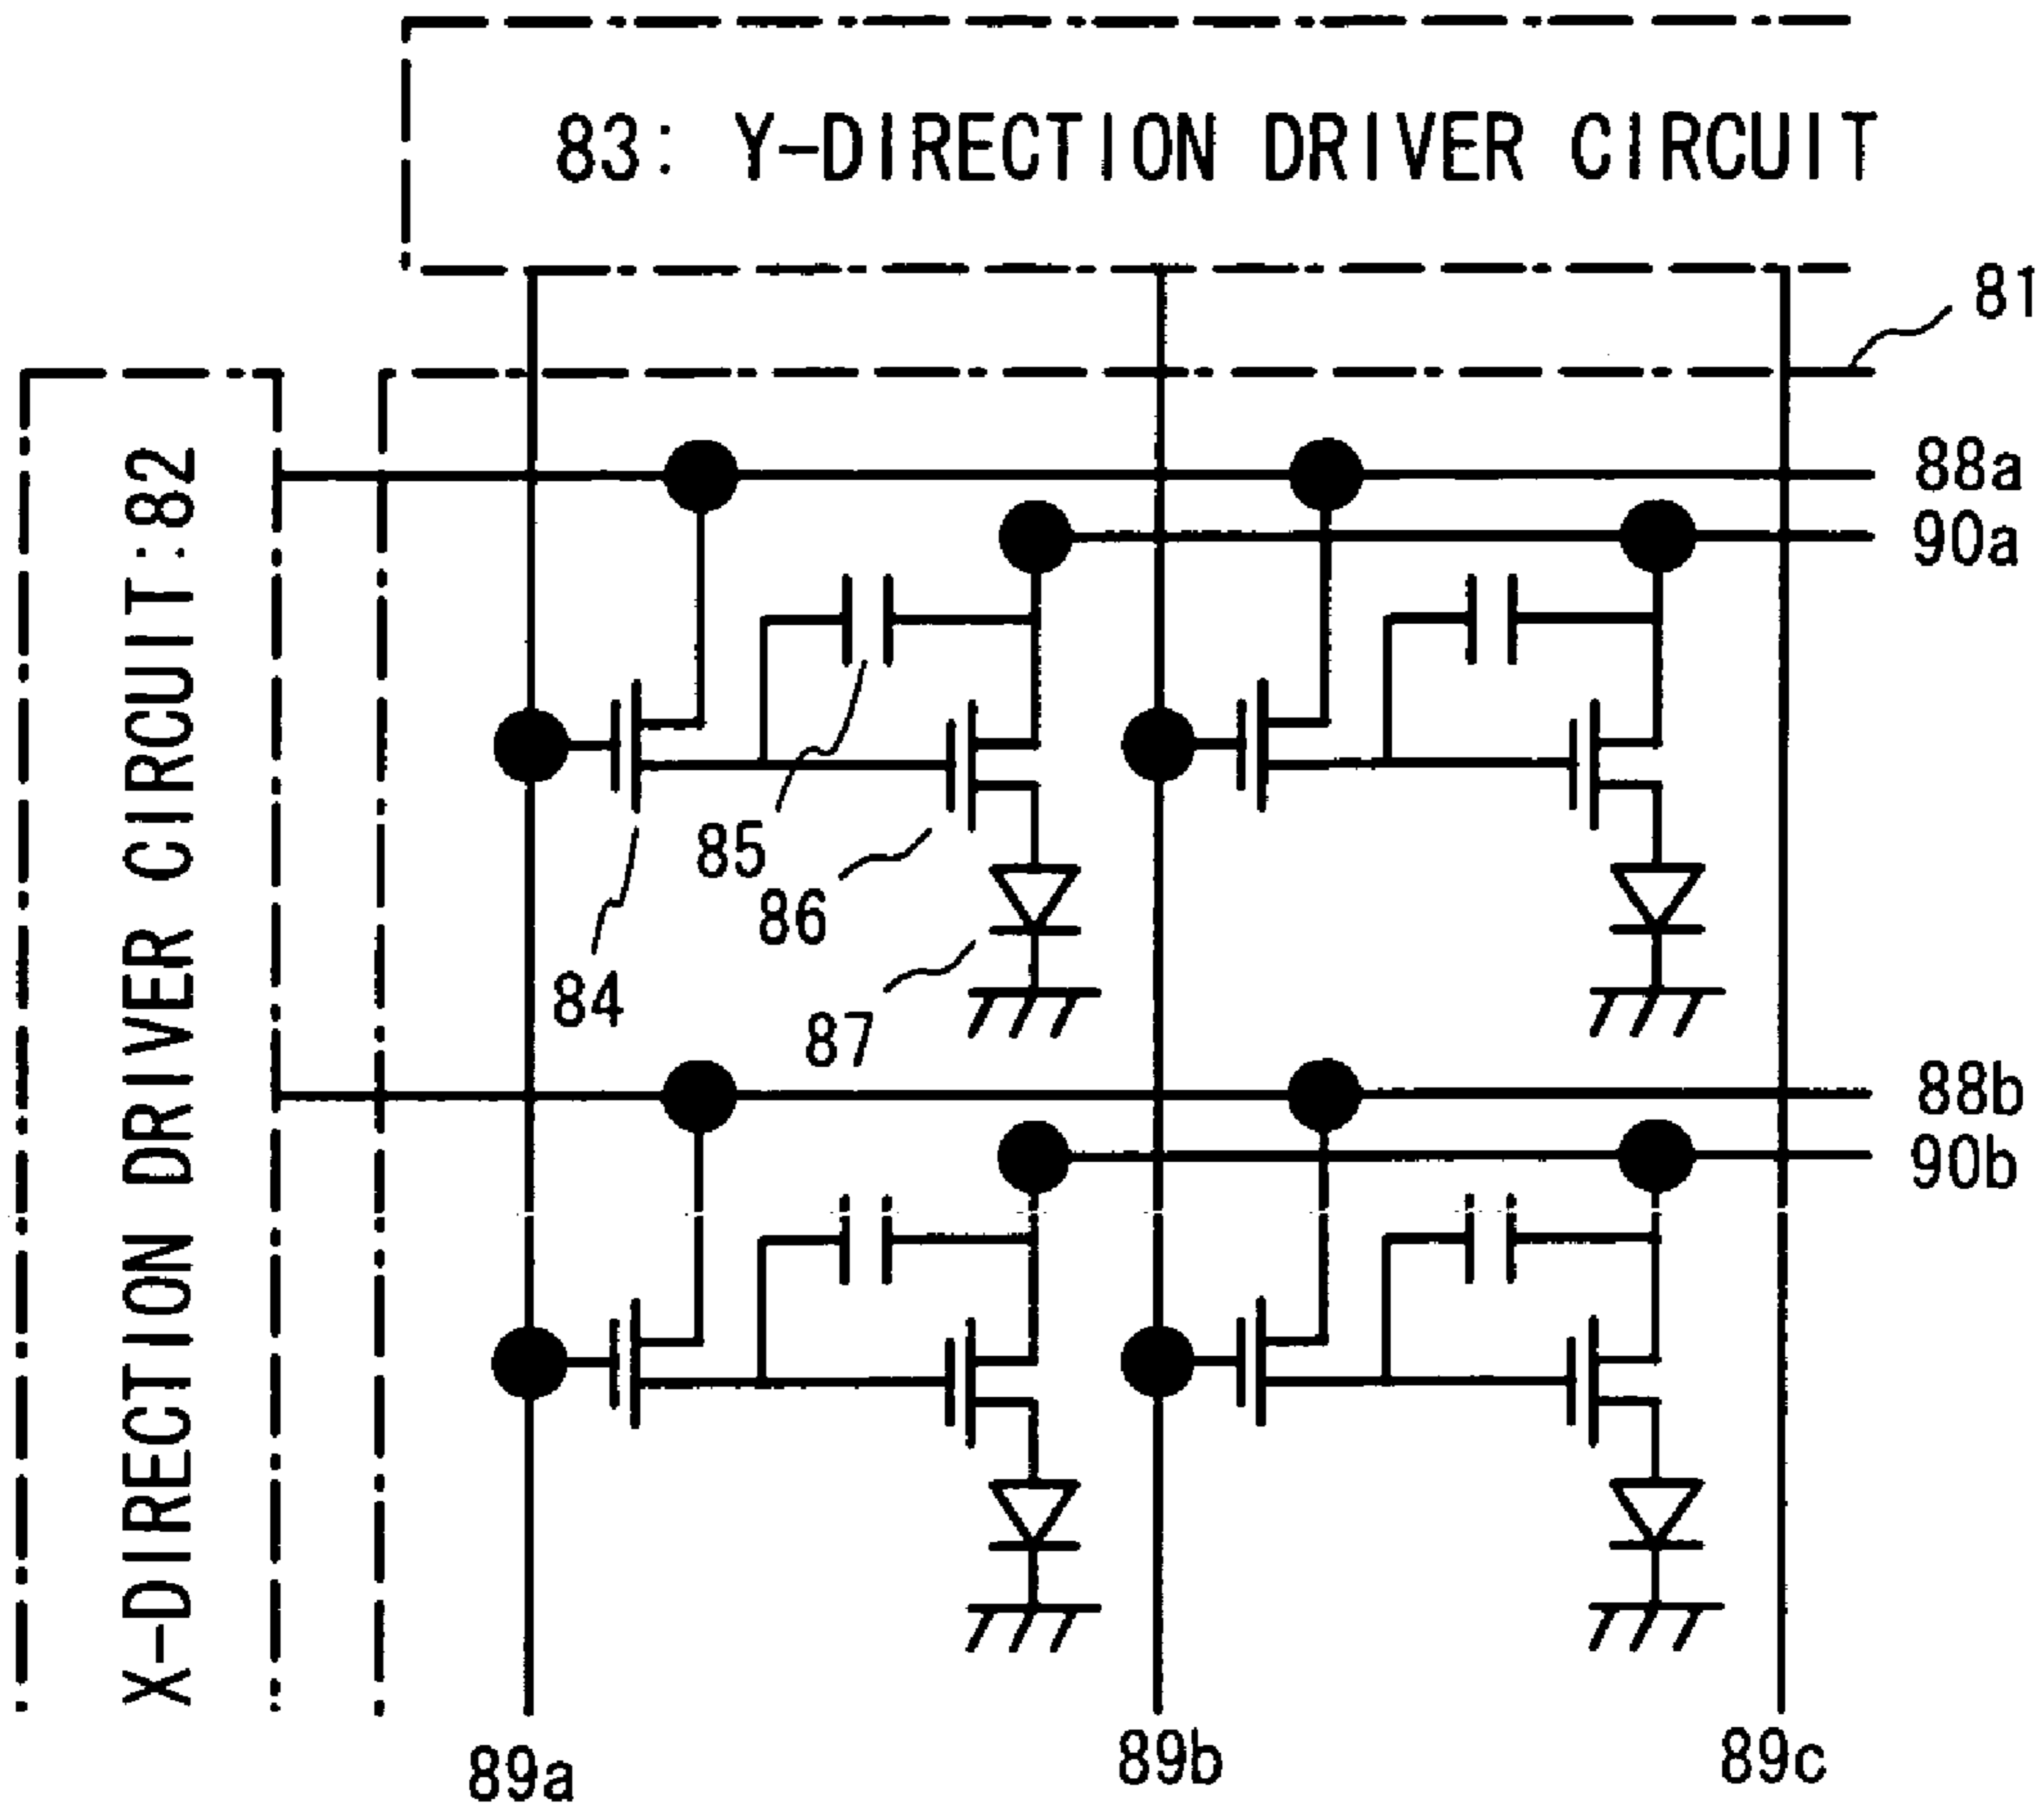 83: Y-DIRECTION DRIVER CIRCUIT
81
X-DIRECTION DRIVER CIRCUIT:82
88a
90a
85
86
84
87
88b
90b
89a
89b
89c